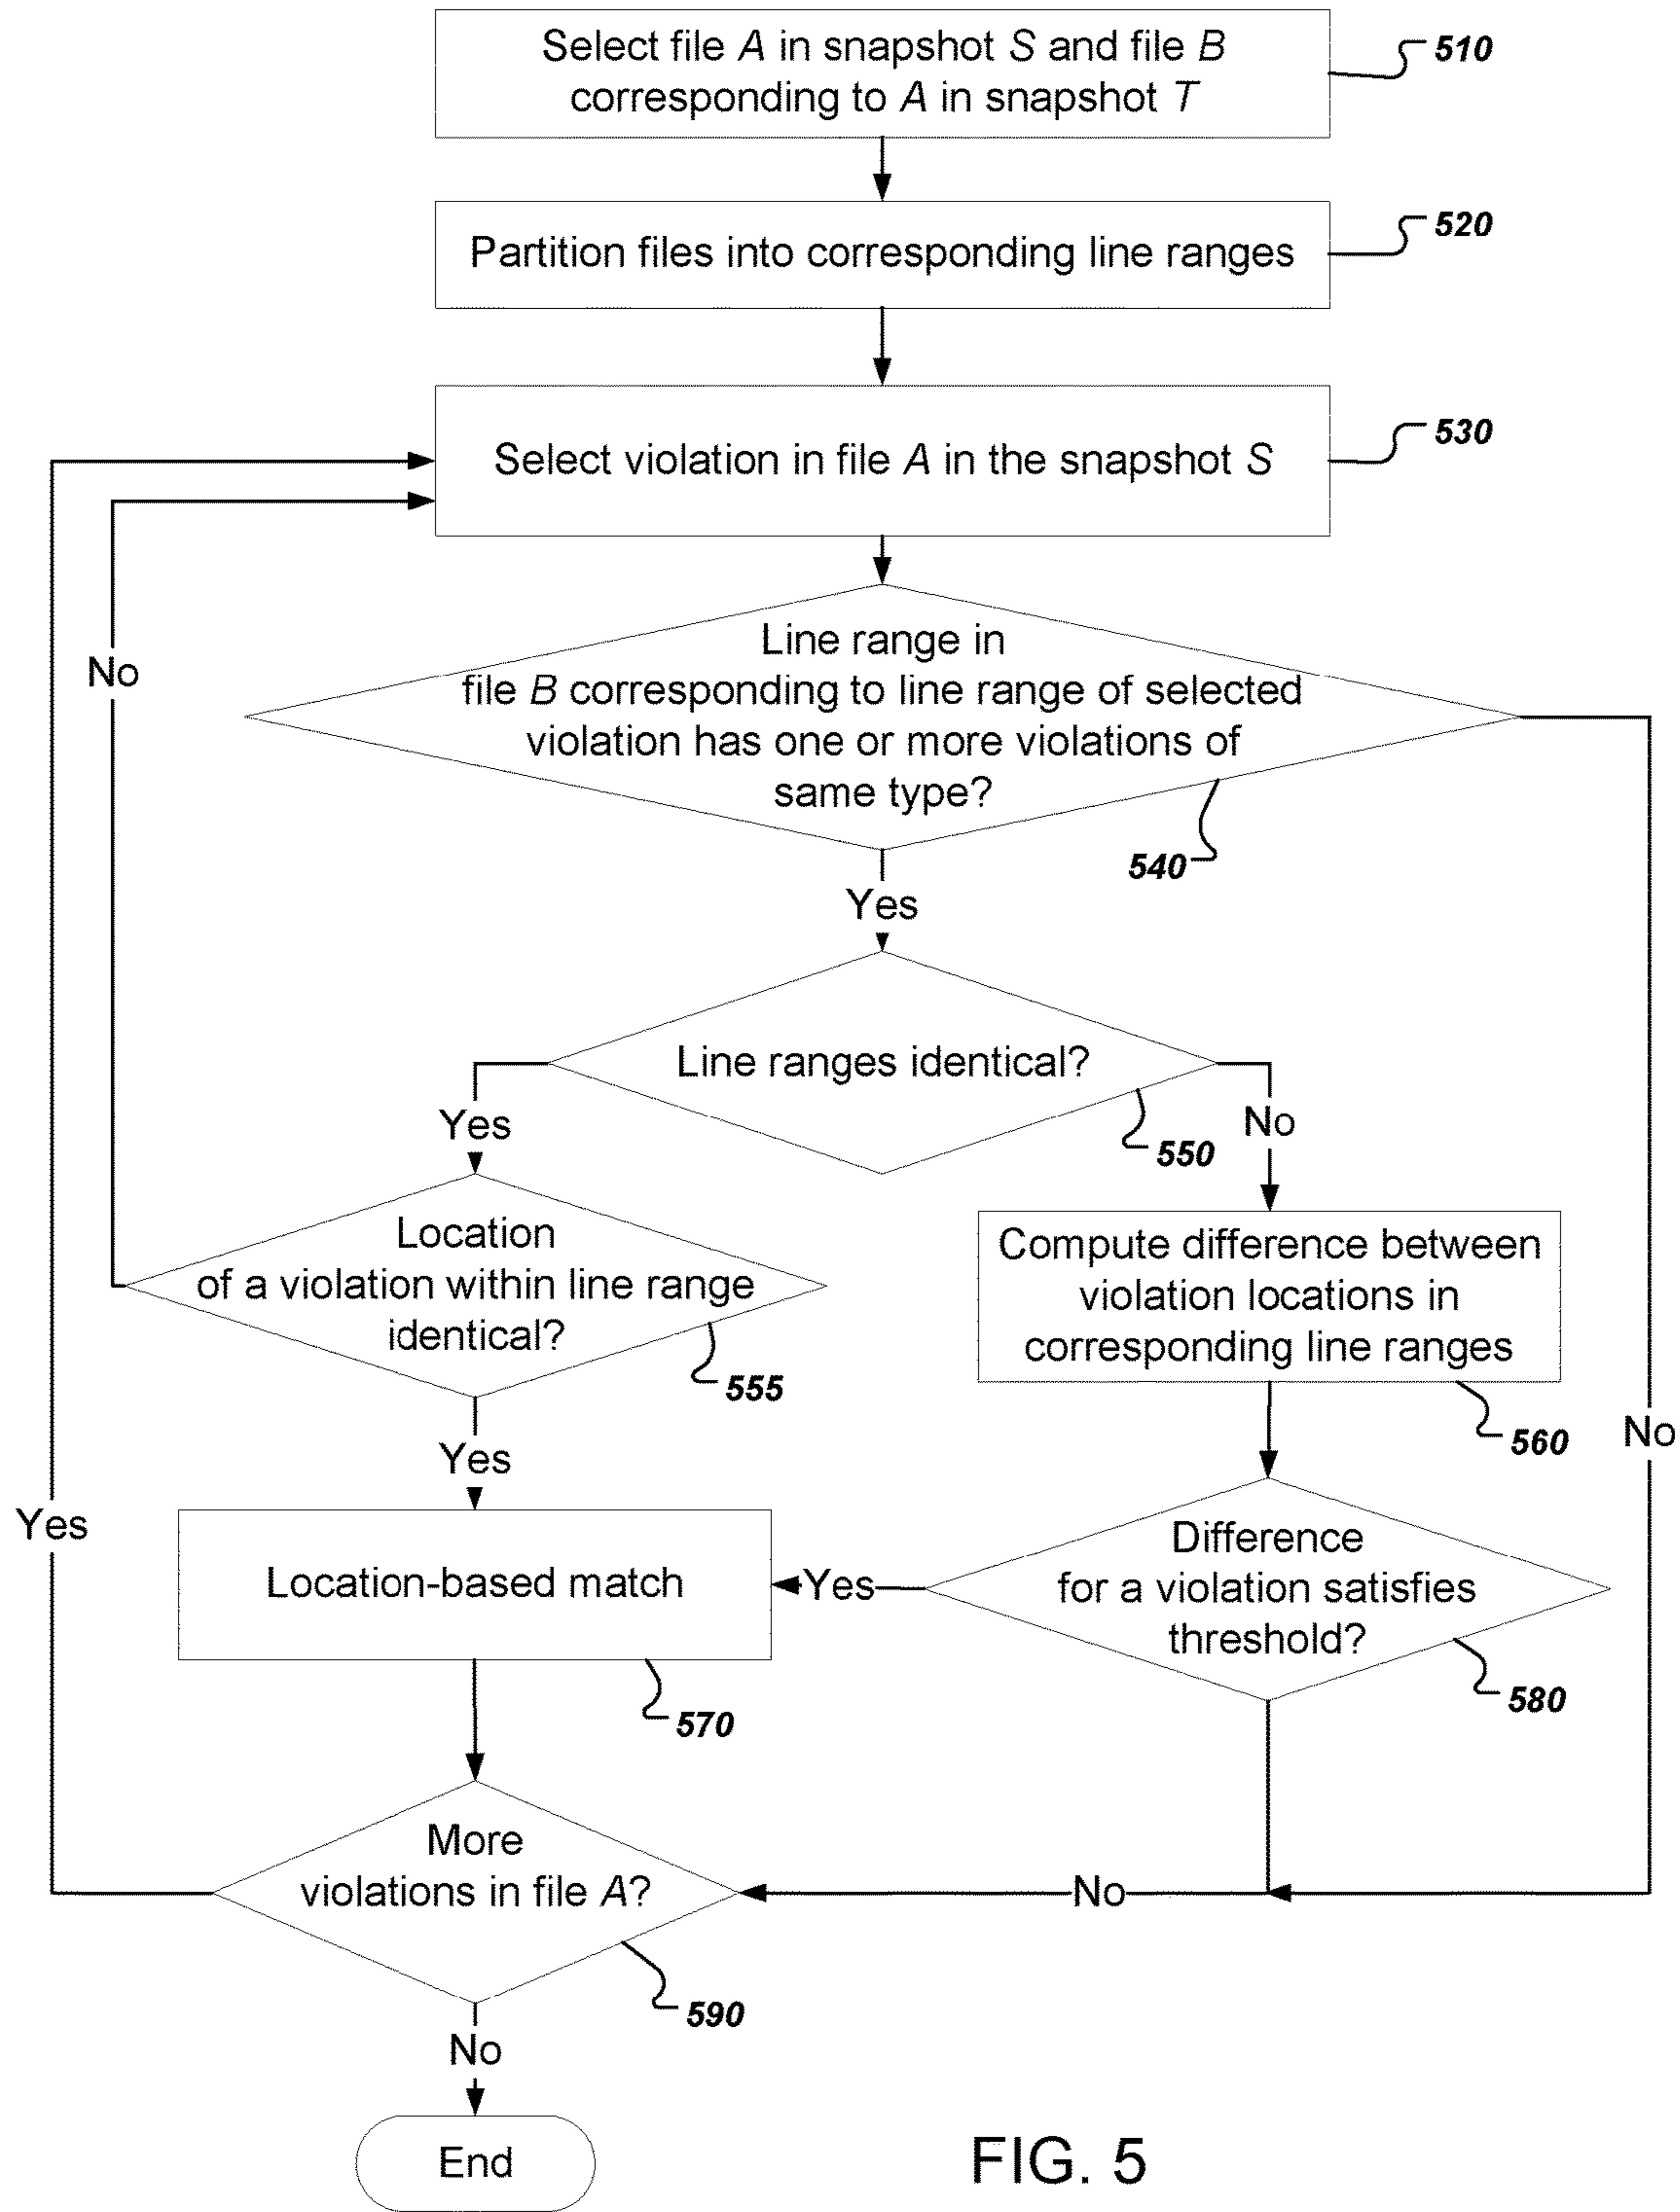 Select file A in snapshot S and file B
corresponding to A in snapshot T
510
Partition files into corresponding line ranges
520
Select violation in file A in the snapshot S
530
Line range in
file B corresponding to line range of selected
violation has one or more violations of
same type?
540
No
Yes
Line ranges identical?
550
Yes
No
Location
of a violation within line range
identical?
555
Compute difference between
violation locations in
corresponding line ranges
560
No
Yes
Yes
Location-based match
570
Yes
Difference
for a violation satisfies
threshold?
580
More
violations in file A?
590
No
No
End
FIG. 5